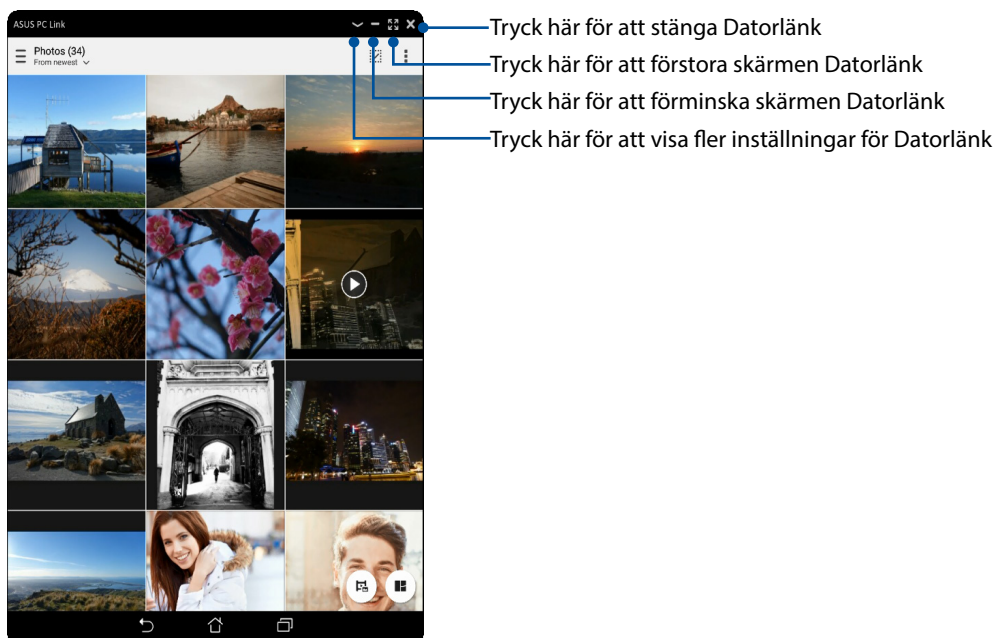 ASUS PC Link
Photos (34)
From newest
Tryck här för att stänga Datorlänk
Tryck här för att förstora skärmen Datorlänk
Tryck här för att förminska skärmen Datorlänk
Tryck här för att visa fler inställningar för Datorlänk